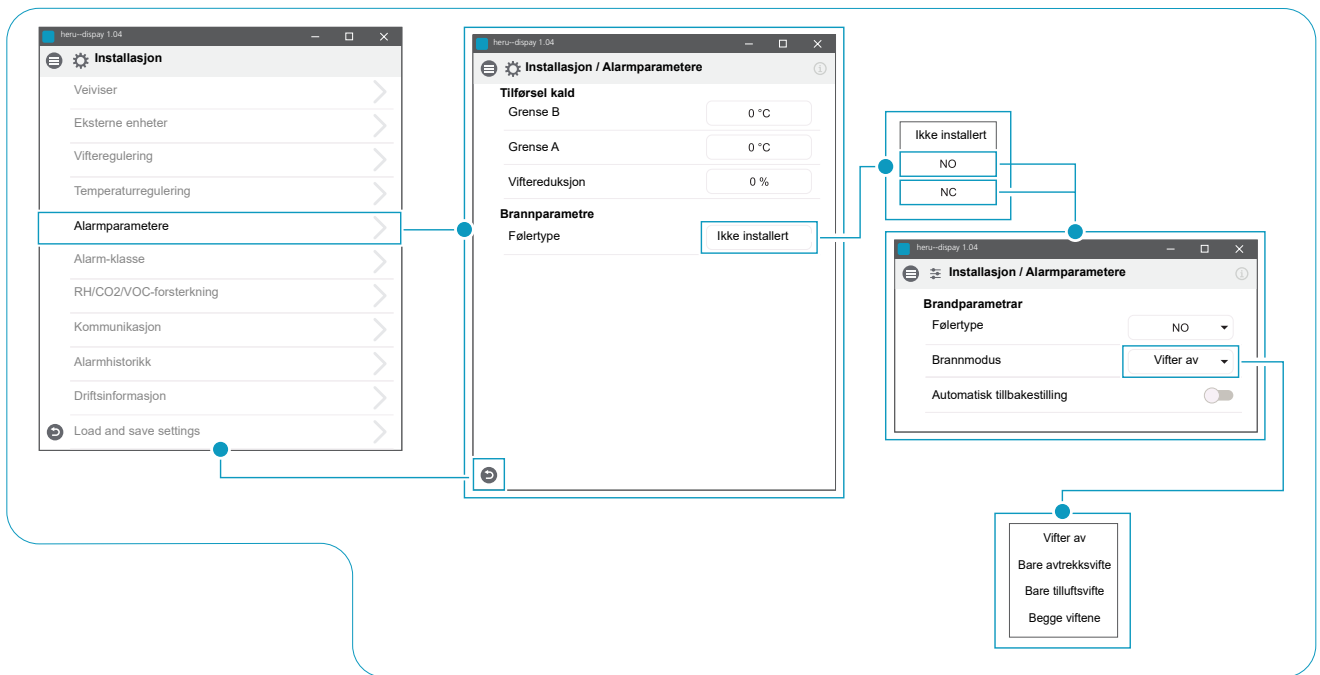 heru--dispay 1.04
Installasjon
Veiviser
Eksterne enheter
Vifteregulering
Temperaturregulering
Alarmparametere
Alarm-klasse
RH/CO2/VOC-forsterkning
Kommunikasjon
Alarmhistorikk
Driftsinformasjon
Load and save settings
heru--dispay 1.04
Installasjon / Alarmparametere
Tilførsel kald
Grense B 0 °C
Grense A 0 °C
Viftereduksjon 0 %
Brannparametre
Følertype Ikke installert
Ikke installert
NO
NC
heru--dispay 1.04
Installasjon / Alarmparametere
Brandparametrar
Følertype NO
Brannmodus Vifter av
Automatisk tillbakestilling
Vifter av
Bare avtrekksvifte
Bare tilluftsvifte
Begge viftene